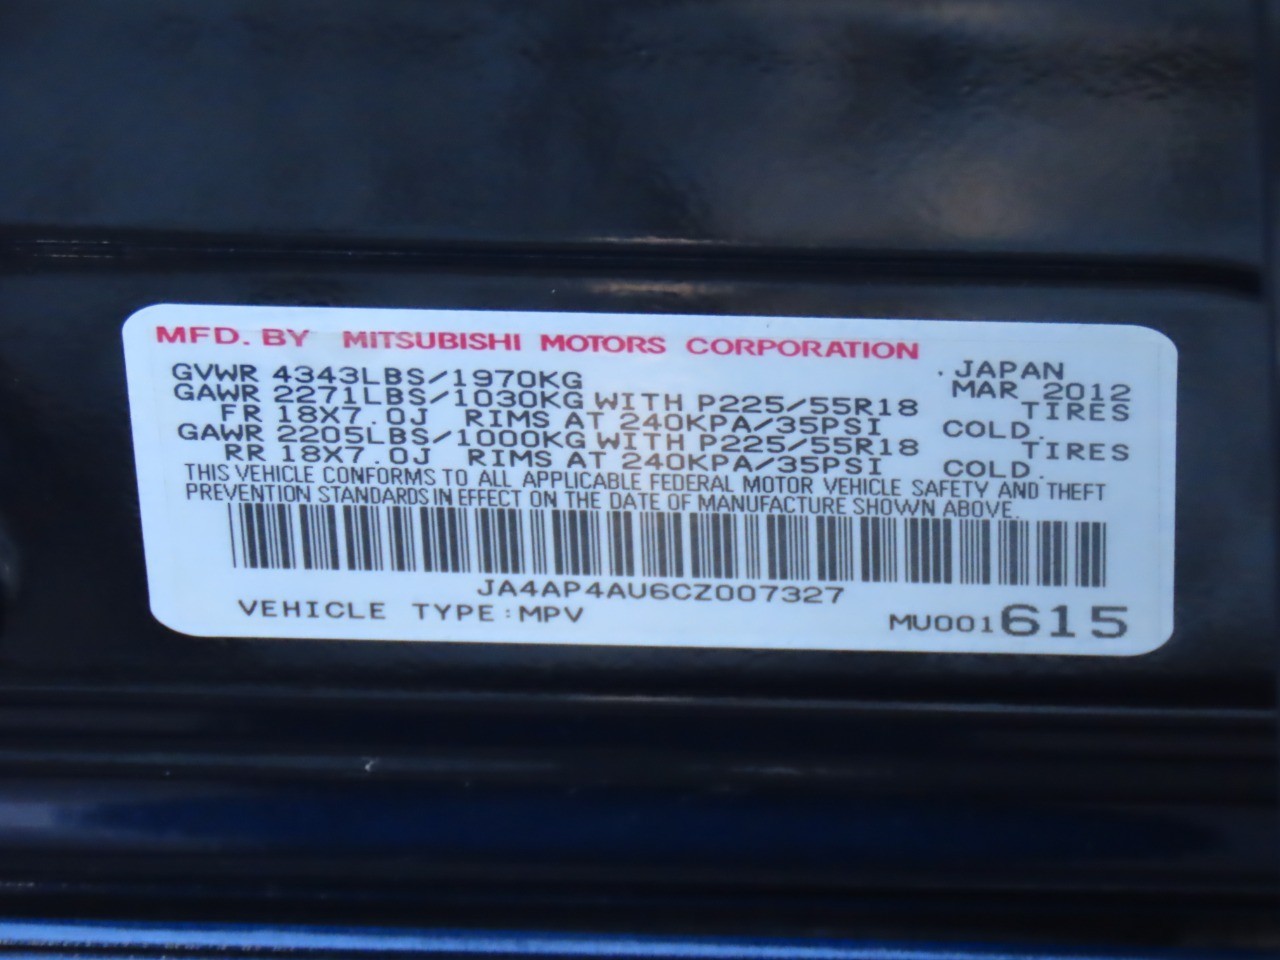 MFD. BY MITSUBISHI MOTORS CORPORATION
GVWR 4343LBS/1970KG . JAPAN MAR 2012
GAWR 2271LBS/1030KG WITH P225/55R18 TIRES
FR 18X7.0J RIMS AT 240KPA/35PSI COLD.
GAWR 2205LBS/1000KG WITH P225/55R18 TIRES
RR 18X7.0J RIMS AT 240KPA/35PSI COLD.
THIS VEHICLE CONFORMS TO ALL APPLICABLE FEDERAL MOTOR VEHICLE SAFETY AND THEFT
PREVENTION STANDARDS IN EFFECT ON THE DATE OF MANUFACTURE SHOWN ABOVE.
JA4AP4AU6CZ007327
VEHICLE TYPE:MPV MU001615